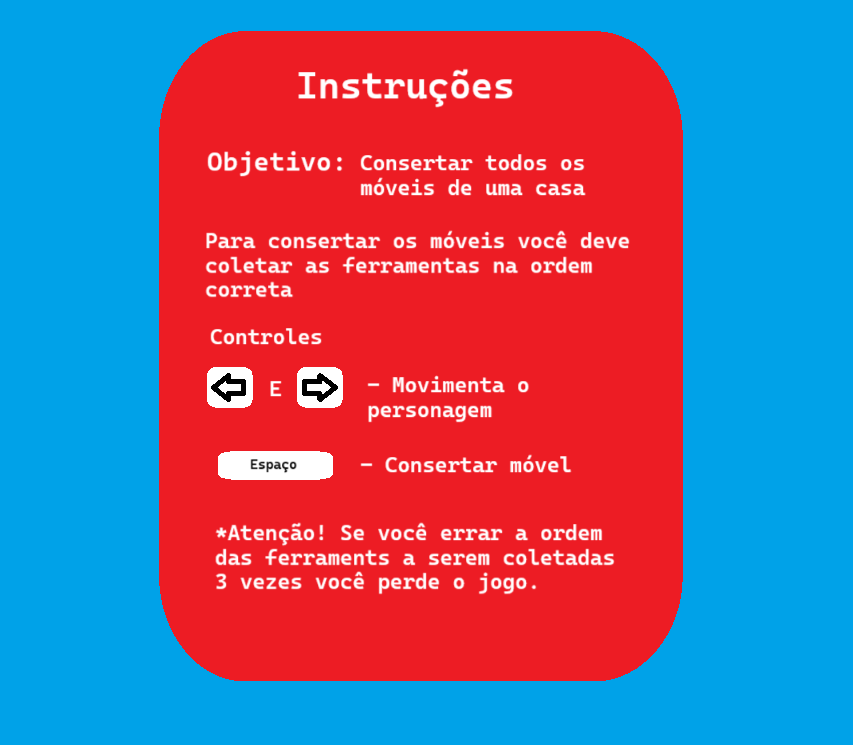 Instruções
Objetivo: Consertar todos os
móveis de uma casa
Para consertar os móveis você deve
coletar as ferramentas na ordem
correta
Controles
E - Movimenta o
personagem
Espaço - Consertar móvel
*Atenção! Se você errar a ordem
das ferraments a serem coletadas
3 vezes você perde o jogo.